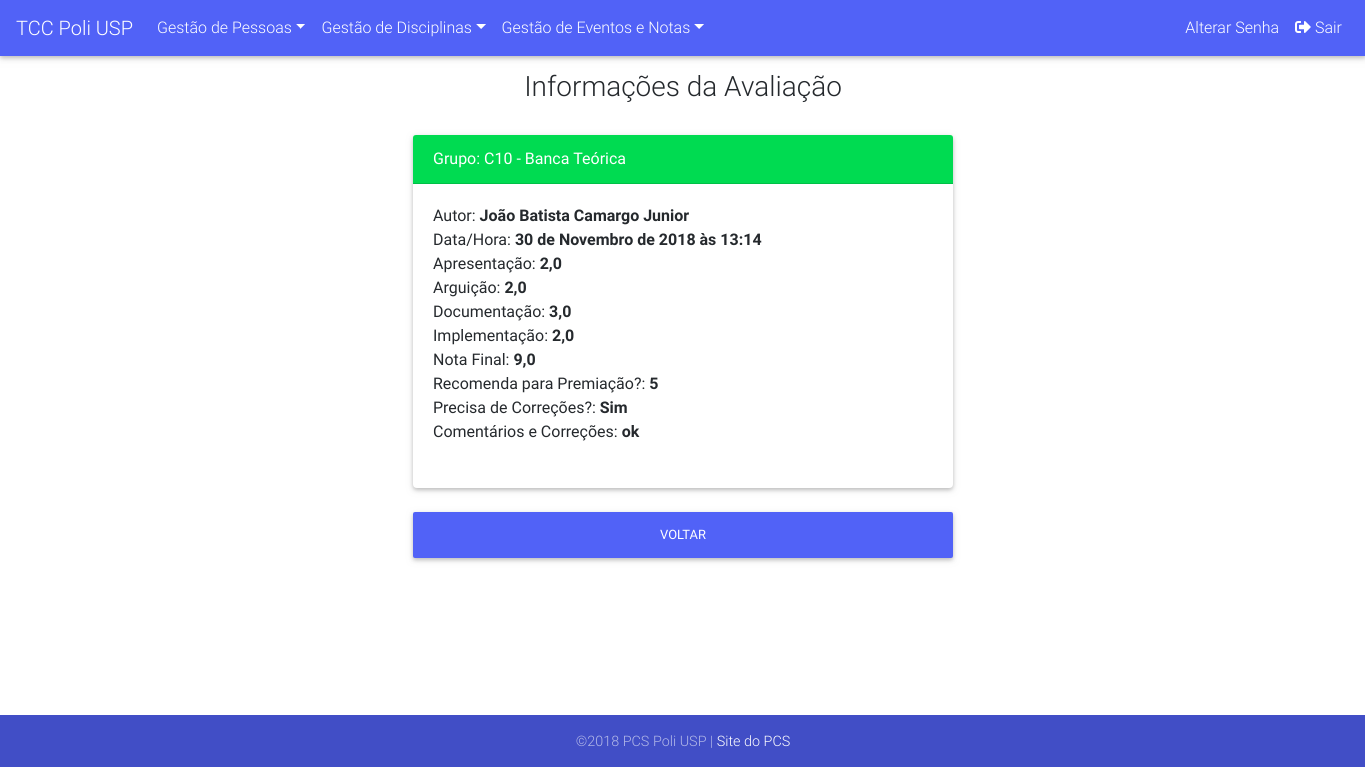 TCC Poli USP Gestão de Pessoas Gestão de Disciplinas Gestão de Eventos e Notas Alterar Senha Sair
Informações da Avaliação
Grupo: C10 - Banca Teórica
Autor: João Batista Camargo Junior
Data/Hora: 30 de Novembro de 2018 às 13:14
Apresentação: 2,0
Arguição: 2,0
Documentação: 3,0
Implementação: 2,0
Nota Final: 9,0
Recomenda para Premiação?: 5
Precisa de Correções?: Sim
Comentários e Correções: ok
VOLTAR
©2018 PCS Poli USP | Site do PCS